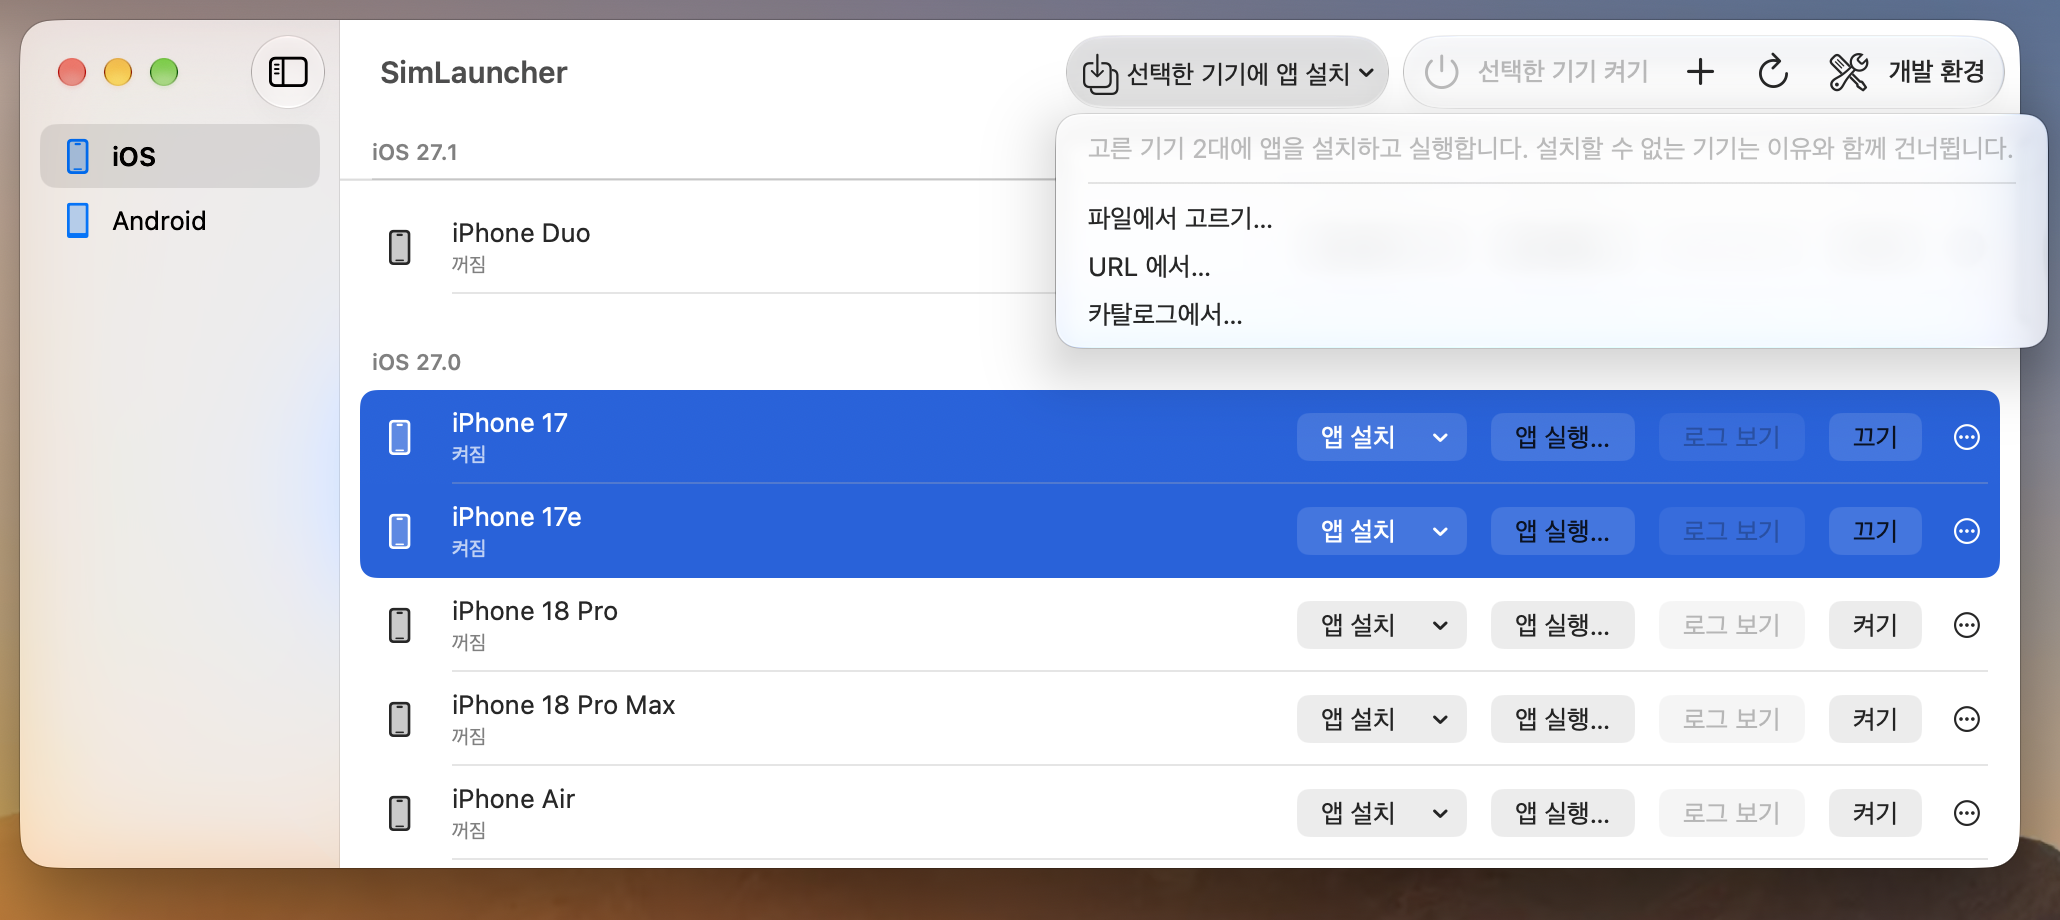 SimLauncher
선택한 기기에 앱 설치
선택한 기기 켜기
개발 환경
iOS
Android
고른 기기 2대에 앱을 설치하고 실행합니다. 설치할 수 없는 기기는 이유와 함께 건너뜁니다.
파일에서 고르기...
URL 에서...
카탈로그에서...
iOS 27.1
iPhone Duo
꺼짐
iOS 27.0
iPhone 17
켜짐
앱 설치
앱 실행...
로그 보기
끄기
iPhone 17e
켜짐
앱 설치
앱 실행...
로그 보기
끄기
iPhone 18 Pro
꺼짐
앱 설치
앱 실행...
로그 보기
켜기
iPhone 18 Pro Max
꺼짐
앱 설치
앱 실행...
로그 보기
켜기
iPhone Air
꺼짐
앱 설치
앱 실행...
로그 보기
켜기